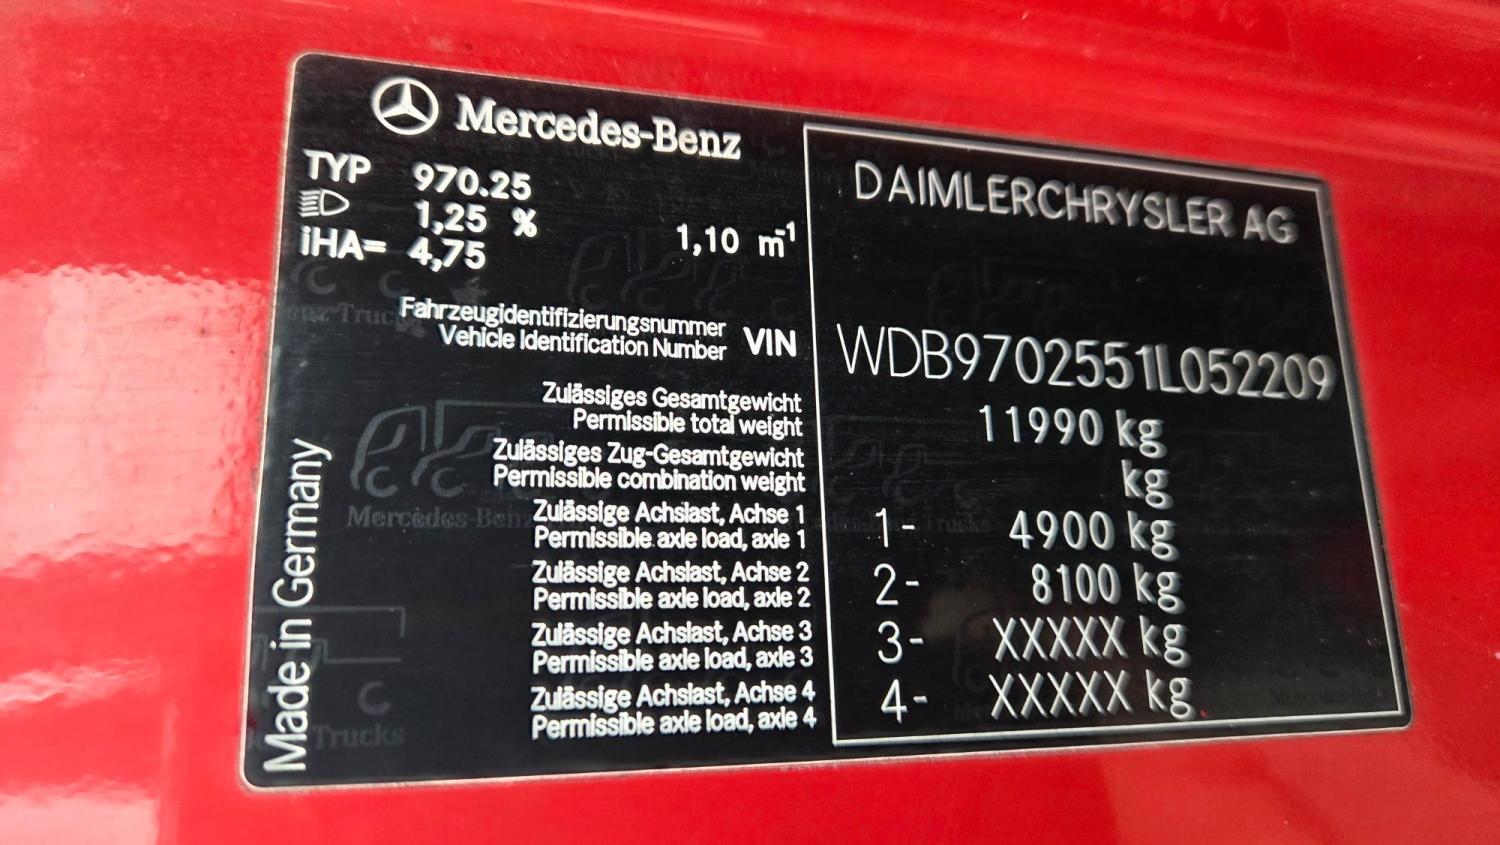 Mercedes-Benz
TYP 970.25
1,25 % 1,10 m⁻¹
iHA= 4,75
DAIMLERCHRYSLER AG
Fahrzeugidentifizierungsnummer
Vehicle Identification Number VIN WDB9702551L052209
Zulässiges Gesamtgewicht
Permissible total weight 11990 kg
Zulässiges Zug-Gesamtgewicht
Permissible combination weight kg
Zulässige Achslast, Achse 1
Permissible axle load, axle 1 1- 4900 kg
Zulässige Achslast, Achse 2
Permissible axle load, axle 2 2- 8100 kg
Zulässige Achslast, Achse 3
Permissible axle load, axle 3 3- XXXXX kg
Zulässige Achslast, Achse 4
Permissible axle load, axle 4 4- XXXXX kg
Made in Germany